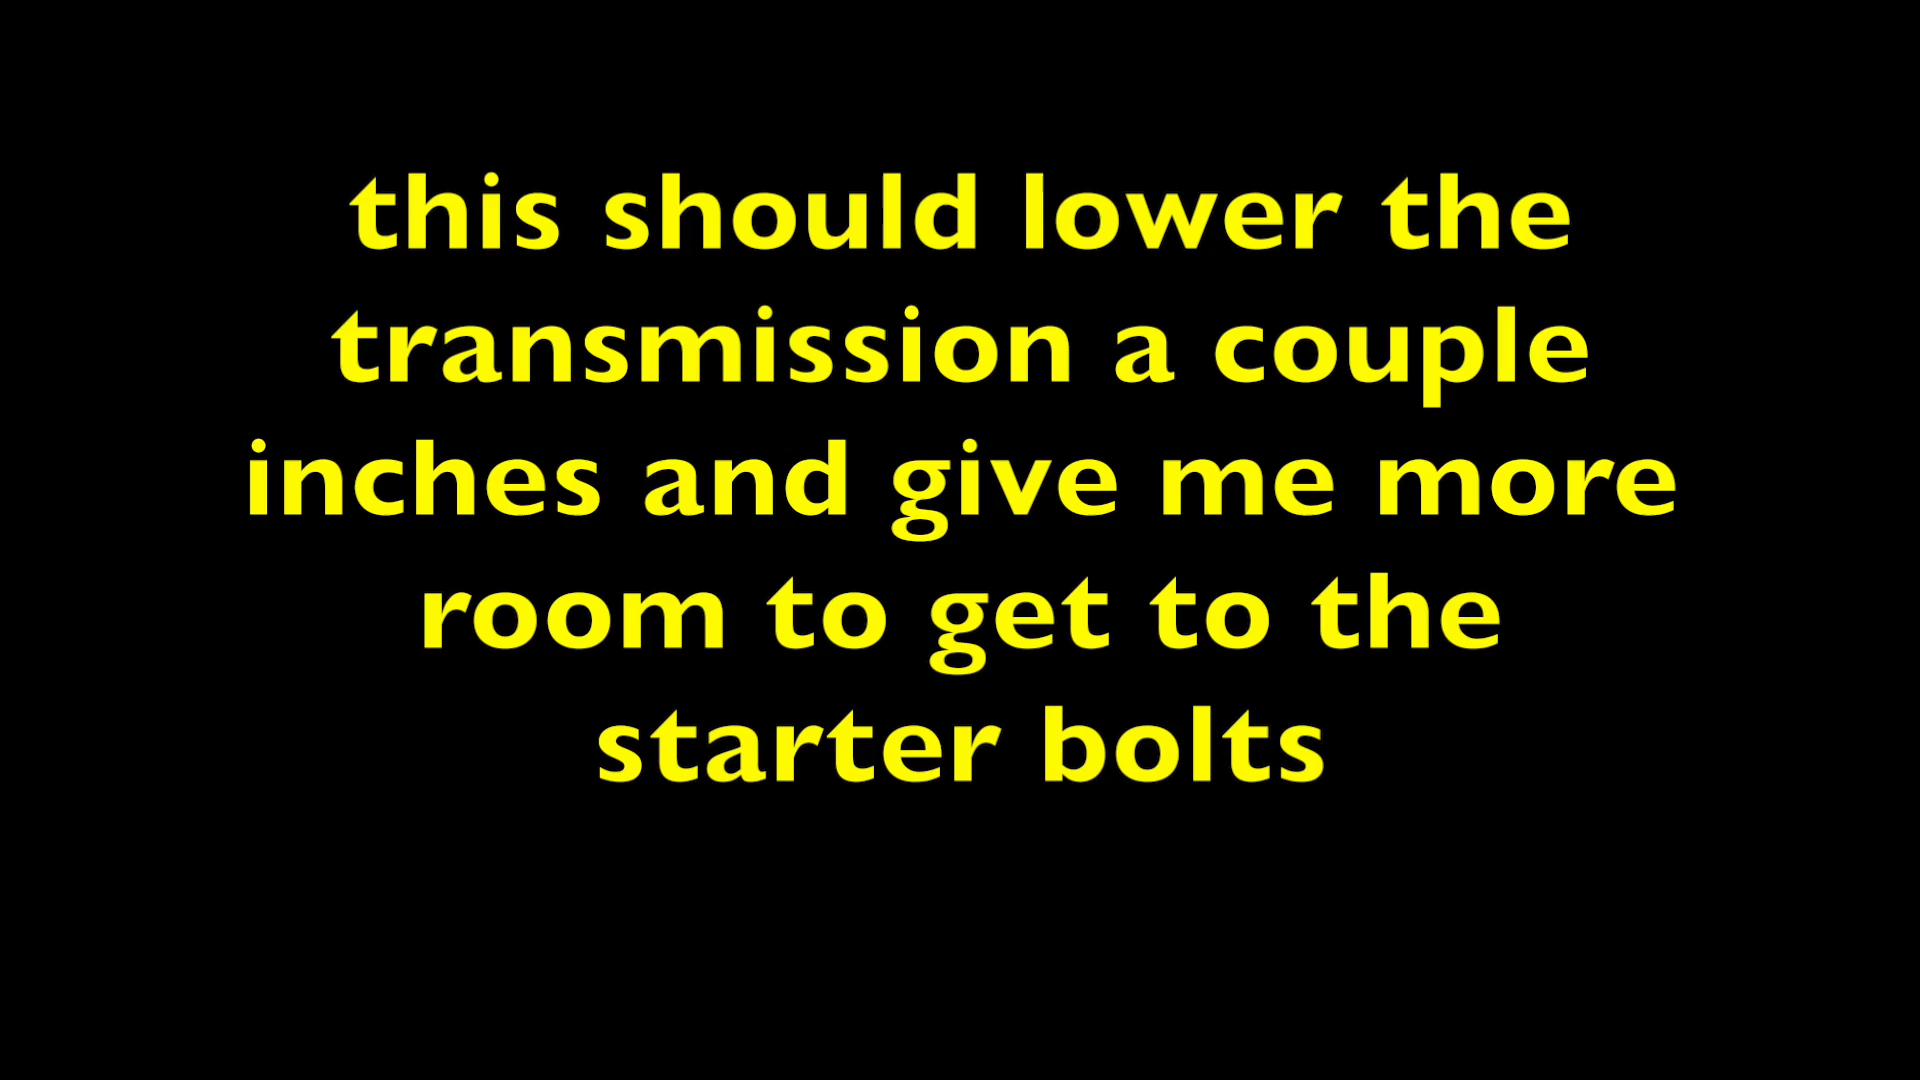 this should lower the
transmission a couple
inches and give me more
room to get to the
starter bolts